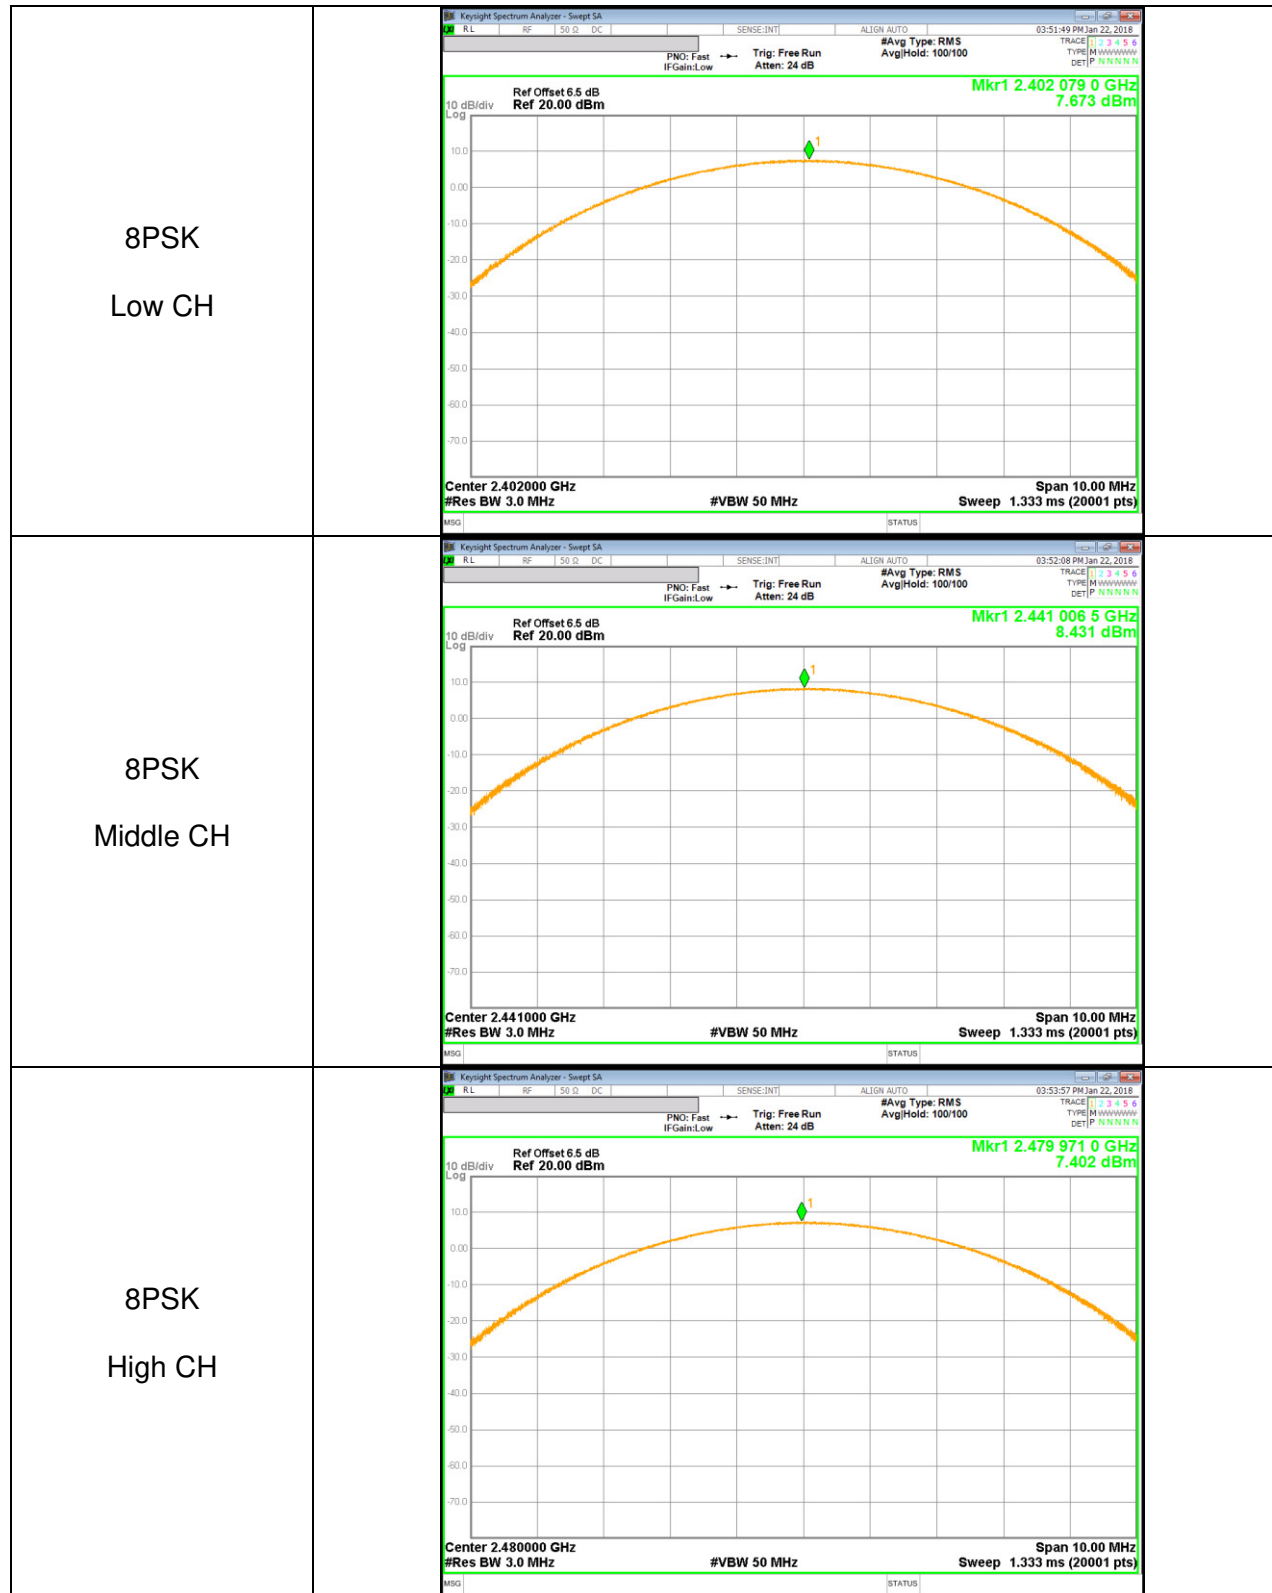 8PSK
Low CH
Keysight Spectrum Analyzer - Swept SA
LXI RL RF 50 Ω DC SENSE:INT ALIGN AUTO 03:51:49 PM Jan 22, 2018
#Avg Type: RMS TRACE 1 2 3 4 5 6
PNO: Fast Trig: Free Run Avg|Hold: 100/100 TYPE M WWWWW
IFGain:Low Atten: 24 dB DET P N N N N N
Mkr1 2.402 079 0 GHz
7.673 dBm
Ref Offset 6.5 dB
10 dB/div Ref 20.00 dBm
Log
1
10.0
0.00
-10.0
-20.0
-30.0
-40.0
-50.0
-60.0
-70.0
Center 2.402000 GHz Span 10.00 MHz
#Res BW 3.0 MHz #VBW 50 MHz Sweep 1.333 ms (20001 pts)
MSG STATUS
8PSK
Middle CH
Keysight Spectrum Analyzer - Swept SA
LXI RL RF 50 Ω DC SENSE:INT ALIGN AUTO 03:52:08 PM Jan 22, 2018
#Avg Type: RMS TRACE 1 2 3 4 5 6
PNO: Fast Trig: Free Run Avg|Hold: 100/100 TYPE M WWWWW
IFGain:Low Atten: 24 dB DET P N N N N N
Mkr1 2.441 006 5 GHz
8.431 dBm
Ref Offset 6.5 dB
10 dB/div Ref 20.00 dBm
Log
1
10.0
0.00
-10.0
-20.0
-30.0
-40.0
-50.0
-60.0
-70.0
Center 2.441000 GHz Span 10.00 MHz
#Res BW 3.0 MHz #VBW 50 MHz Sweep 1.333 ms (20001 pts)
MSG STATUS
8PSK
High CH
Keysight Spectrum Analyzer - Swept SA
LXI RL RF 50 Ω DC SENSE:INT ALIGN AUTO 03:53:57 PM Jan 22, 2018
#Avg Type: RMS TRACE 1 2 3 4 5 6
PNO: Fast Trig: Free Run Avg|Hold: 100/100 TYPE M WWWWW
IFGain:Low Atten: 24 dB DET P N N N N N
Mkr1 2.479 971 0 GHz
7.402 dBm
Ref Offset 6.5 dB
10 dB/div Ref 20.00 dBm
Log
1
10.0
0.00
-10.0
-20.0
-30.0
-40.0
-50.0
-60.0
-70.0
Center 2.480000 GHz Span 10.00 MHz
#Res BW 3.0 MHz #VBW 50 MHz Sweep 1.333 ms (20001 pts)
MSG STATUS